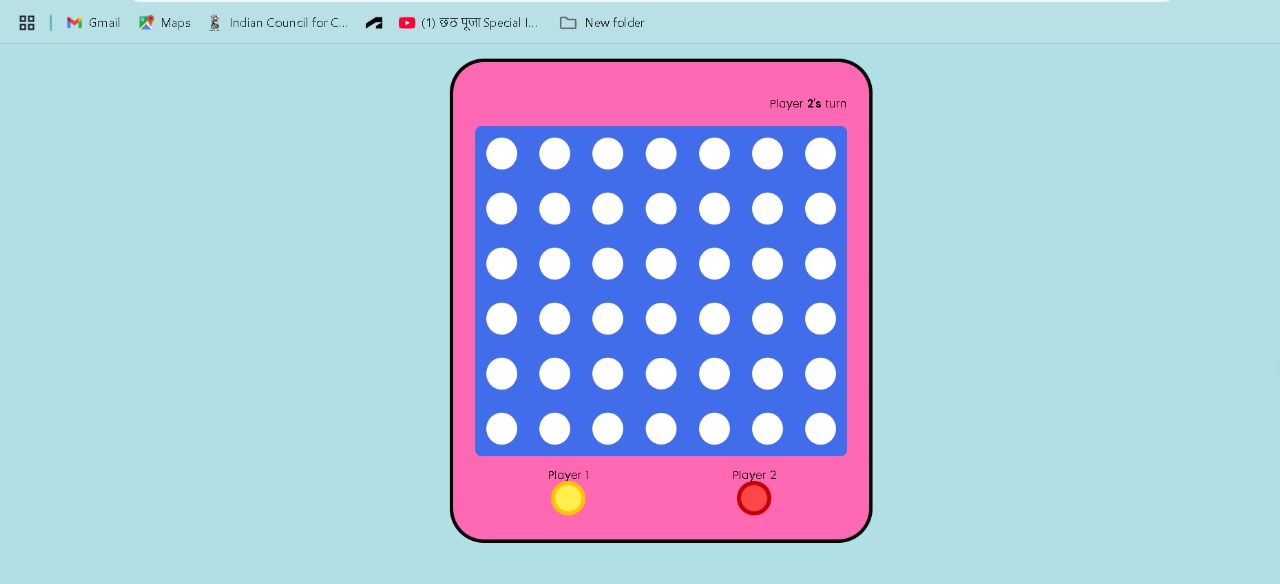 Gmail Maps Indian Council for C... (1) छठ पूजा Special I... New folder
Player 2's turn
Player 1 Player 2